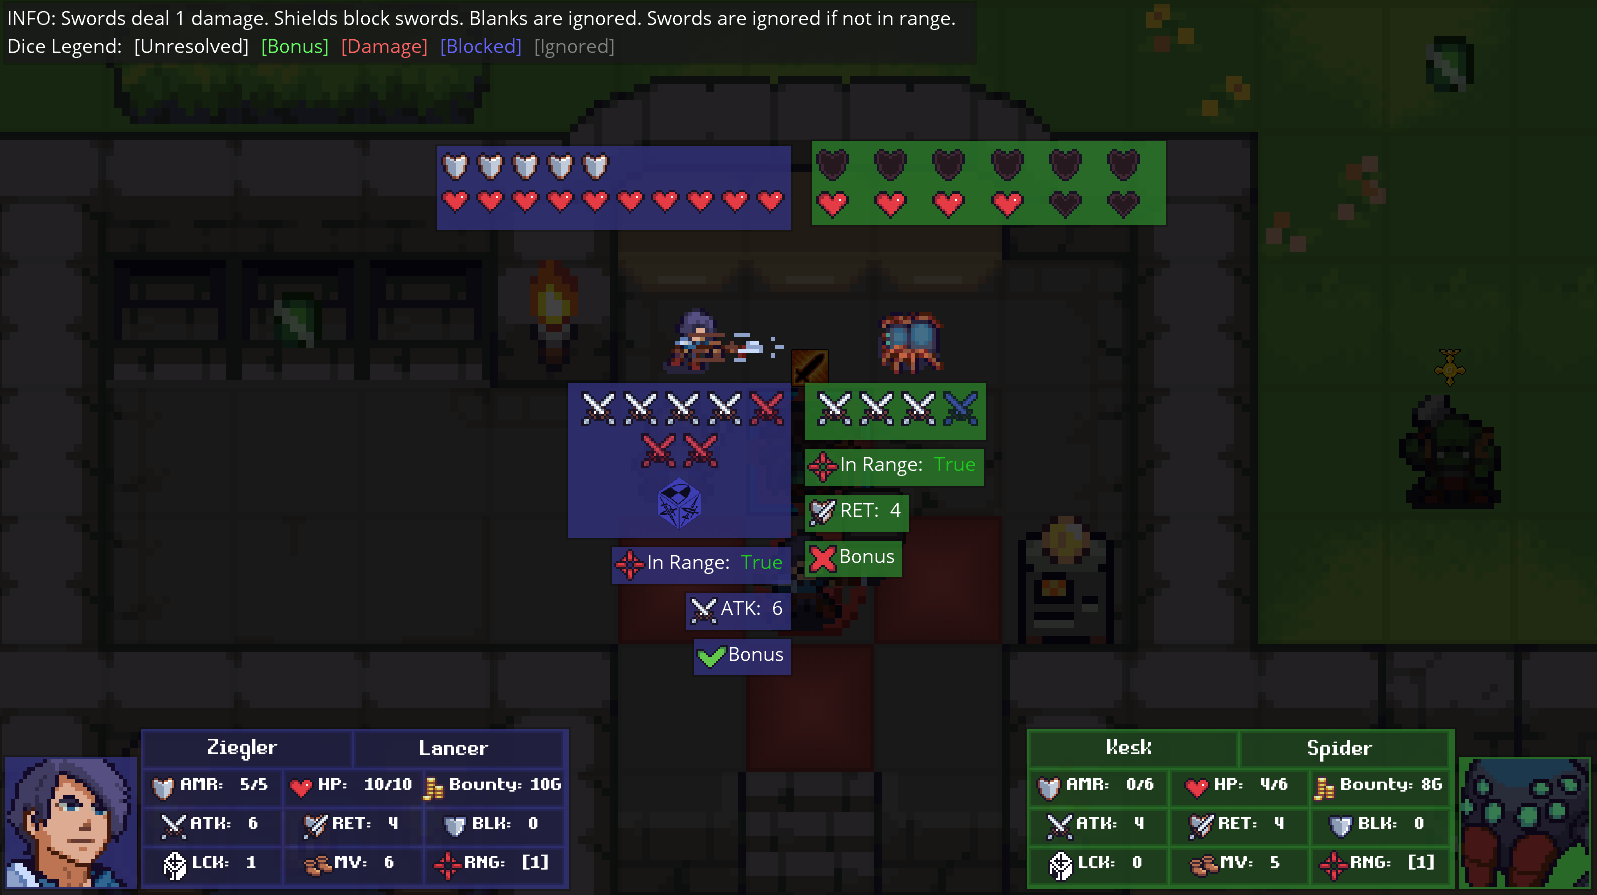 INFO: Swords deal 1 damage. Shields block swords. Blanks are ignored. Swords are ignored if not in range.
Dice Legend: [Unresolved] [Bonus] [Damage] [Blocked] [Ignored]
In Range: True
RET: 4
Bonus
In Range: True
ATK: 6
Bonus
Ziegler Lancer
AMR: 5/5 HP: 10/10 Bounty: 10G
ATK: 6 RET: 4 BLK: 0
LCK: 1 MV: 6 RNG: [1]
Kesk Spider
AMR: 0/6 HP: 4/6 Bounty: 8G
ATK: 4 RET: 4 BLK: 0
LCK: 0 MV: 5 RNG: [1]